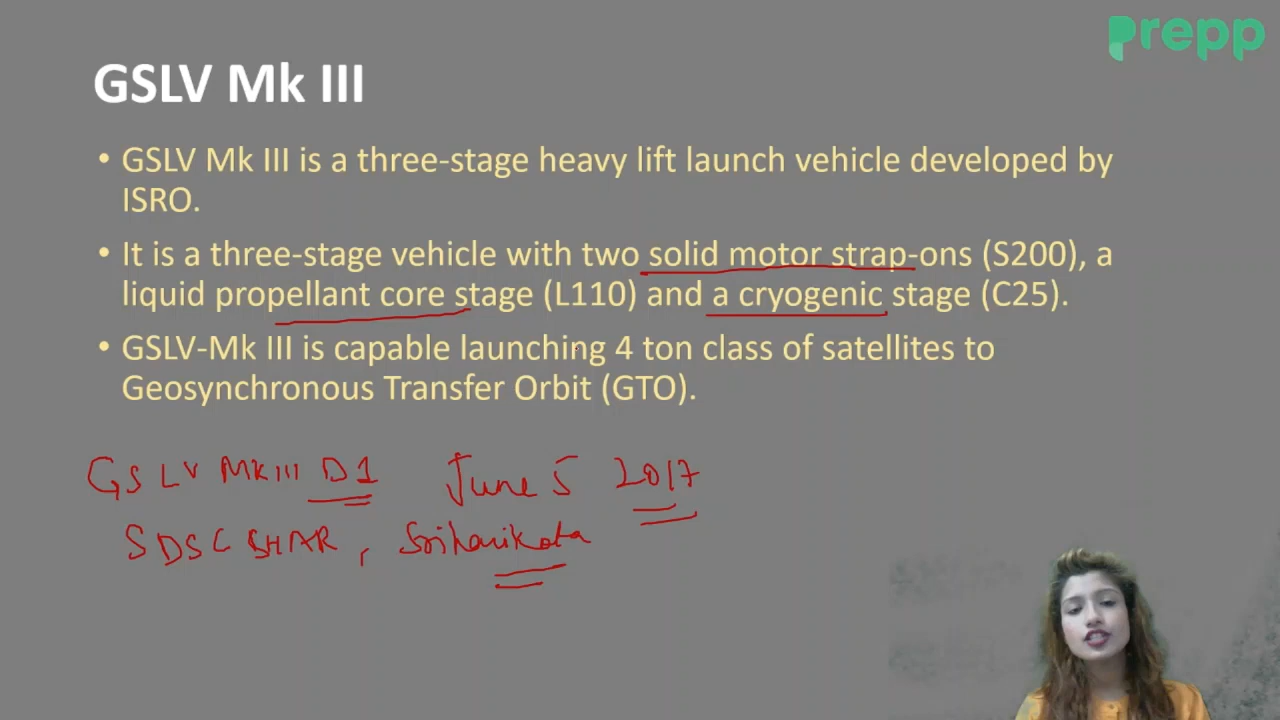 prepp
GSLV Mk III
• GSLV Mk III is a three-stage heavy lift launch vehicle developed by
ISRO.
• It is a three-stage vehicle with two solid motor strap-ons (S200), a
liquid propellant core stage (L110) and a cryogenic stage (C25).
• GSLV-Mk III is capable launching 4 ton class of satellites to
Geosynchronous Transfer Orbit (GTO).
GSLV MkIII D1 June 5 2017
SDSC SHAR, Sriharikota